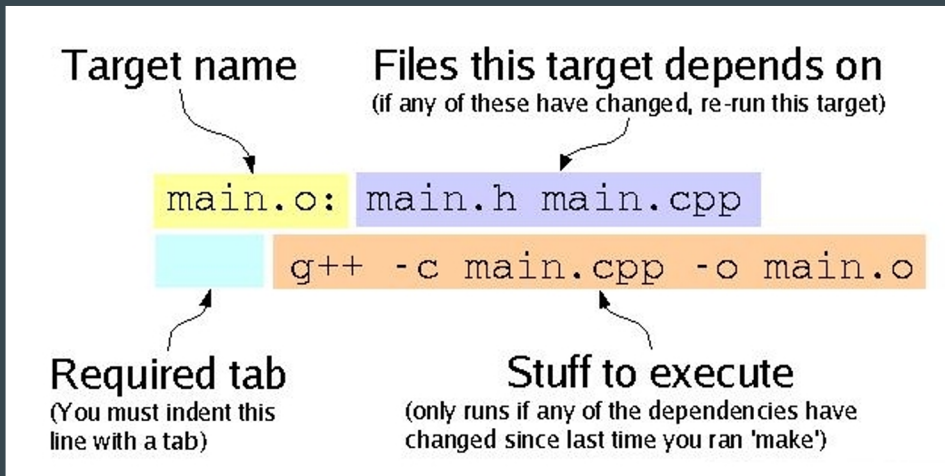 Target name
Files this target depends on
(if any of these have changed, re-run this target)
main.o: main.h main.cpp
g++ -c main.cpp -o main.o
Required tab
(You must indent this
line with a tab)
Stuff to execute
(only runs if any of the dependencies have
changed since last time you ran 'make')